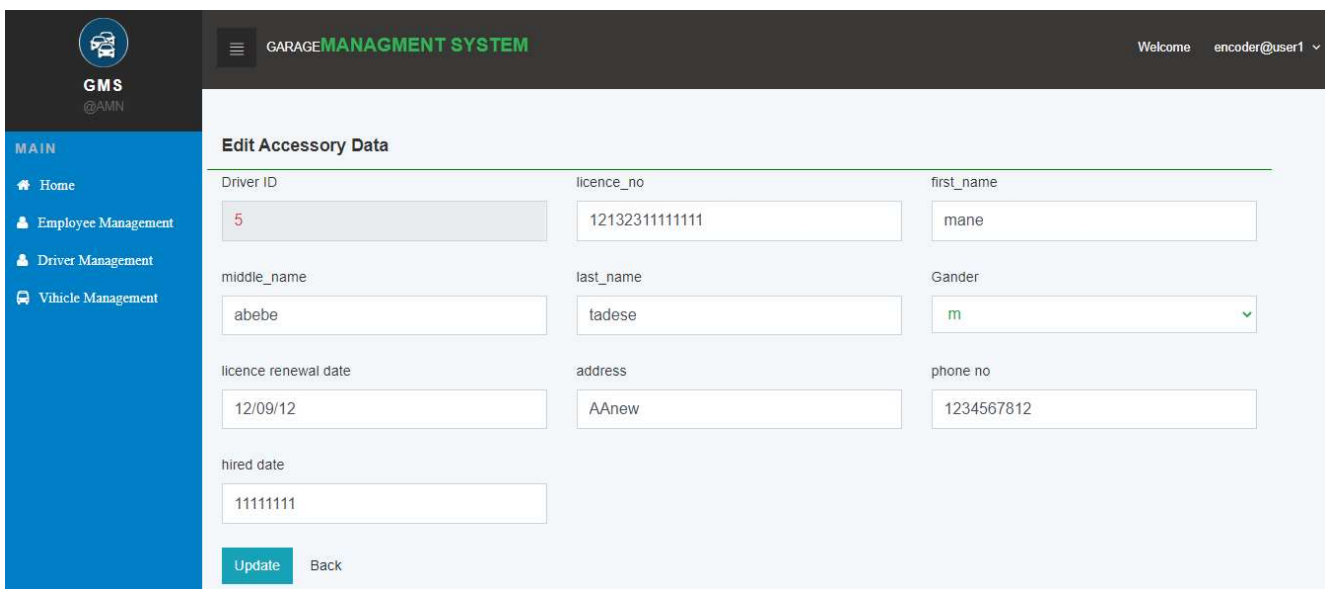 GMS
@AMN
MAIN
Home
Employee Management
Driver Management
Vihicle Management
GARAGEMANAGMENT SYSTEM
Welcome encoder@user1
Edit Accessory Data
Driver ID licence_no first_name
5 12132311111111 mane
middle_name last_name Gander
abebe tadese m
licence renewal date address phone no
12/09/12 AAnew 1234567812
hired date
11111111
Update Back